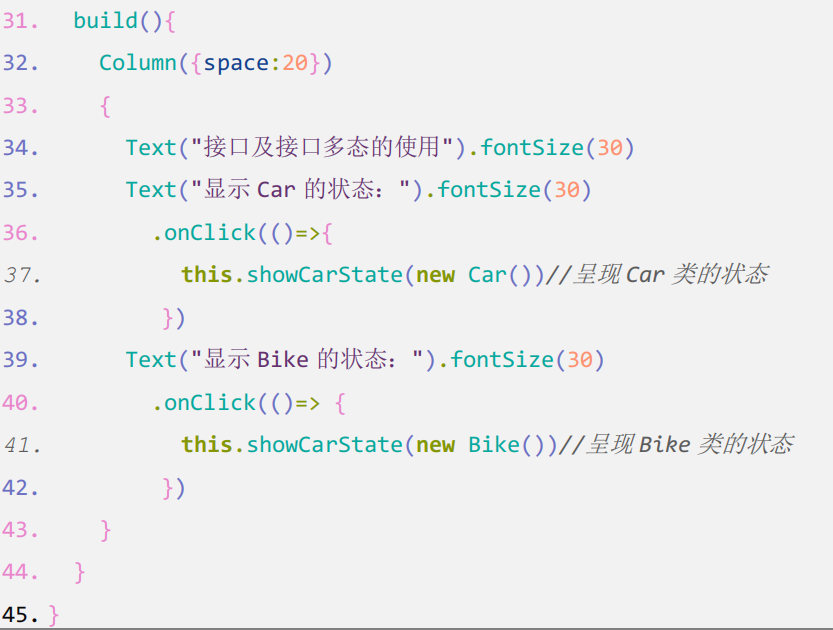 31. build(){
32. Column({space:20})
33. {
34. Text("接口及接口多态的使用").fontSize(30)
35. Text("显示 Car 的状态：").fontSize(30)
36. .onClick(()=>{
37. this.showCarState(new Car())//呈现 Car 类的状态
38. })
39. Text("显示 Bike 的状态：").fontSize(30)
40. .onClick(()=> {
41. this.showCarState(new Bike())//呈现 Bike 类的状态
42. })
43. }
44. }
45. }